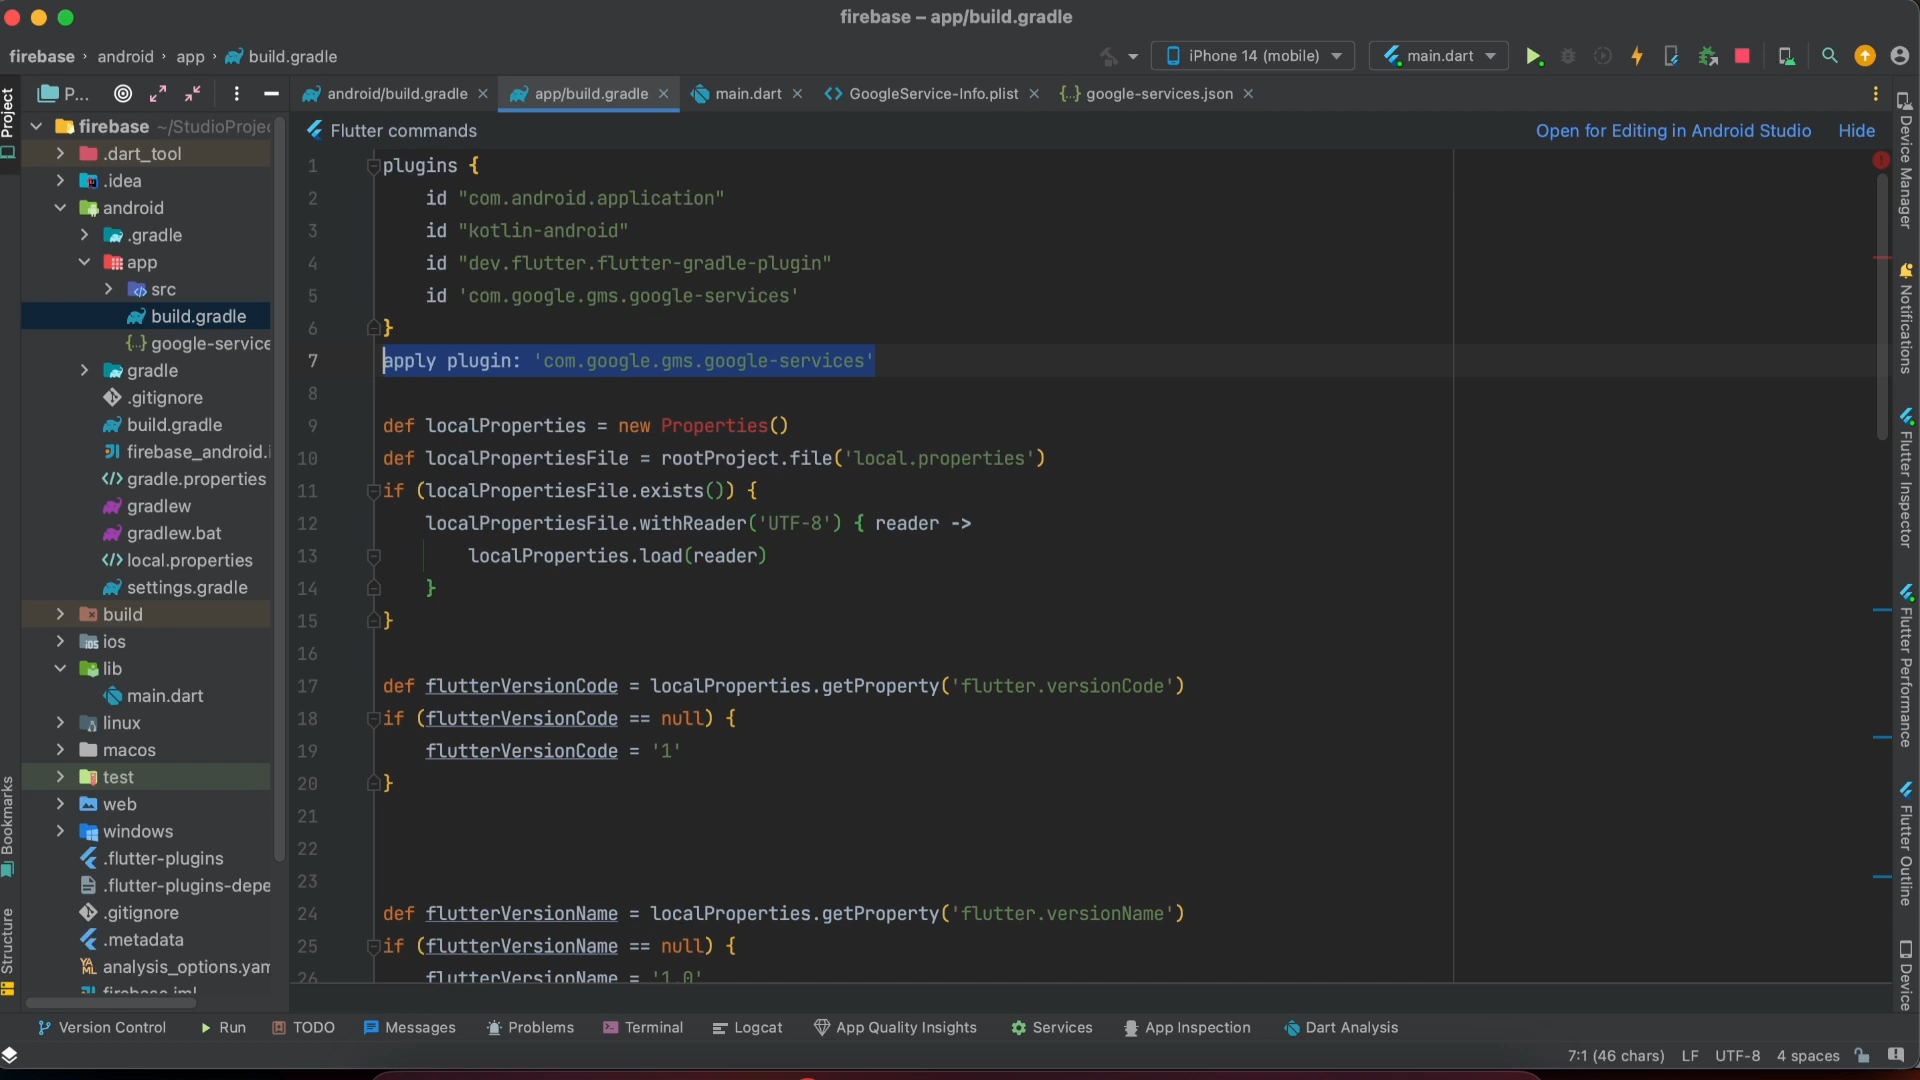 firebase – app/build.gradle
firebase › android › app › build.gradle
iPhone 14 (mobile)
main.dart
Project
P...
android/build.gradle
app/build.gradle
main.dart
GoogleService-Info.plist
google-services.json
firebase ~/StudioProjec
Flutter commands
Open for Editing in Android Studio
Hide
.dart_tool
.idea
android
.gradle
app
src
build.gradle
google-service
gradle
.gitignore
build.gradle
firebase_android.i
gradle.properties
gradlew
gradlew.bat
local.properties
settings.gradle
build
ios
lib
main.dart
linux
macos
test
web
windows
.flutter-plugins
.flutter-plugins-depe
.gitignore
.metadata
analysis_options.yam
firebase.iml
1 plugins {
2 id "com.android.application"
3 id "kotlin-android"
4 id "dev.flutter.flutter-gradle-plugin"
5 id 'com.google.gms.google-services'
6 }
7 apply plugin: 'com.google.gms.google-services'
8
9 def localProperties = new Properties()
10 def localPropertiesFile = rootProject.file('local.properties')
11 if (localPropertiesFile.exists()) {
12 localPropertiesFile.withReader('UTF-8') { reader ->
13 localProperties.load(reader)
14 }
15 }
16
17 def flutterVersionCode = localProperties.getProperty('flutter.versionCode')
18 if (flutterVersionCode == null) {
19 flutterVersionCode = '1'
20 }
21
22
23
24 def flutterVersionName = localProperties.getProperty('flutter.versionName')
25 if (flutterVersionName == null) {
26 flutterVersionName = '1.0'
Device Manager
Notifications
Flutter Inspector
Flutter Performance
Flutter Outline
Device
Bookmarks
Structure
Version Control
Run
TODO
Messages
Problems
Terminal
Logcat
App Quality Insights
Services
App Inspection
Dart Analysis
7:1 (46 chars)
LF
UTF-8
4 spaces